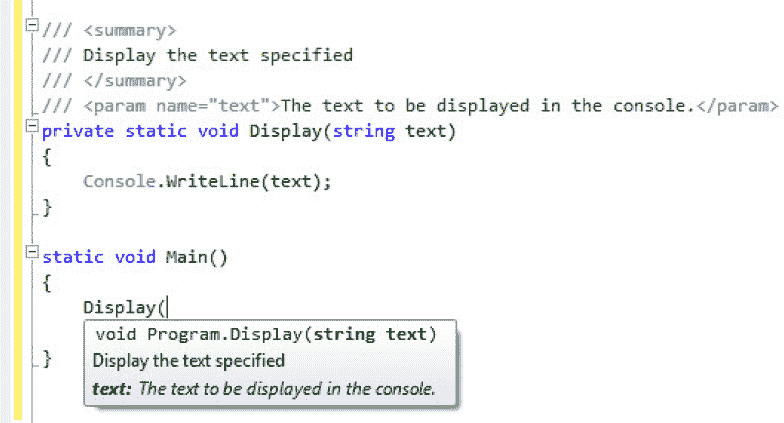 /// <summary>
/// Display the text specified
/// </summary>
/// <param name="text">The text to be displayed in the console.</param>
private static void Display(string text)
{
    Console.WriteLine(text);
}
static void Main()
{
    Display(
void Program.Display(string text)
Display the text specified
text: The text to be displayed in the console.
}